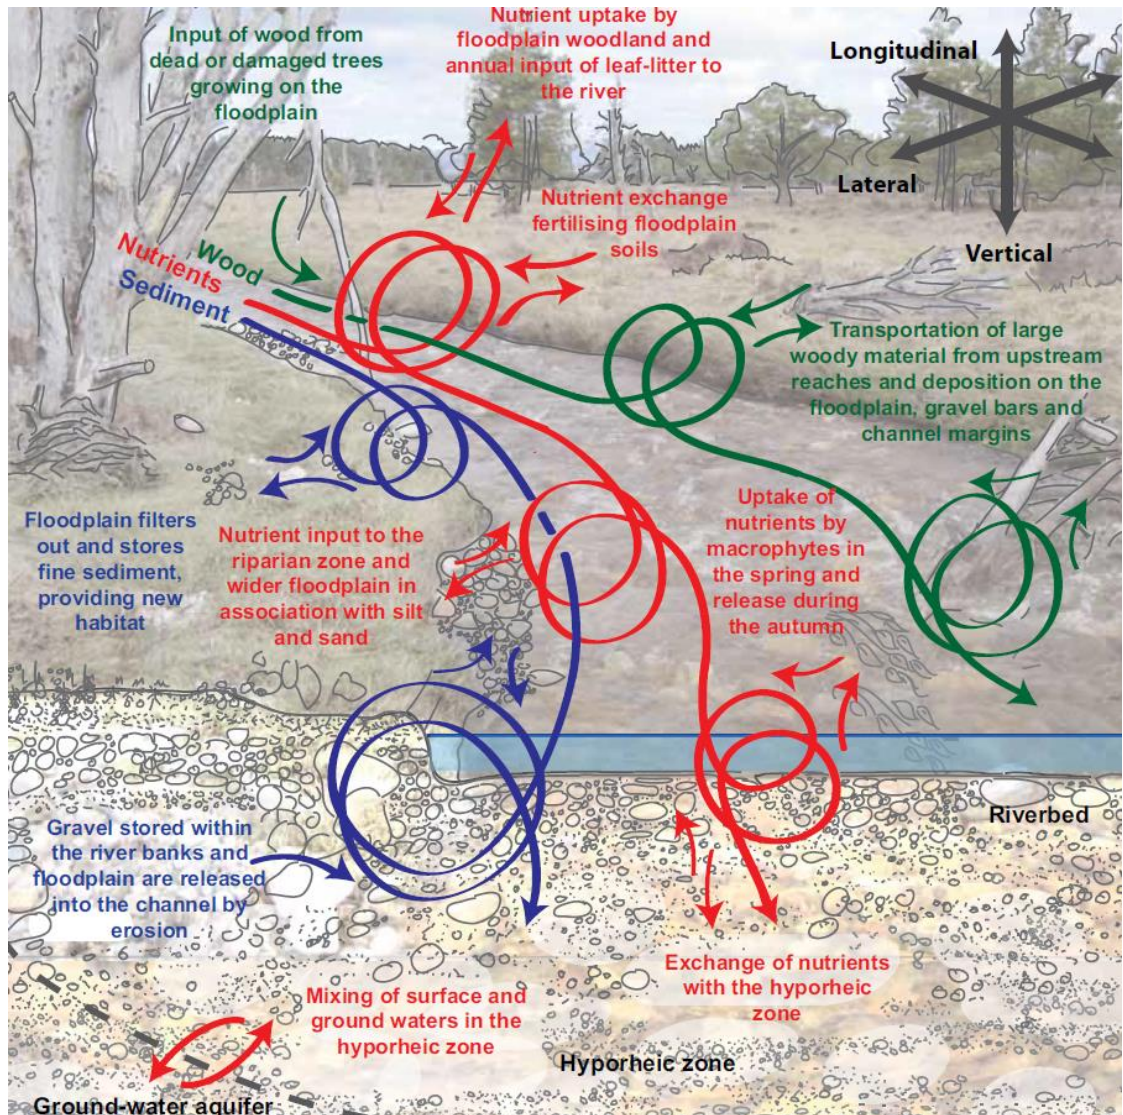 Input of wood from
dead or damaged trees
growing on the
floodplain
Nutrient uptake by
floodplain woodland and
annual input of leaf-litter to
the river
Longitudinal
Lateral
Vertical
Nutrient exchange
fertilising floodplain
soils
Wood
Nutrients
Sediment
Transportation of large
woody material from upstream
reaches and deposition on the
floodplain, gravel bars and
channel margins
Floodplain filters
out and stores
fine sediment,
providing new
habitat
Nutrient input to the
riparian zone and
wider floodplain in
association with silt
and sand
Uptake of
nutrients by
macrophytes in
the spring and
release during
the autumn
Riverbed
Gravel stored within
the river banks and
floodplain are released
into the channel by
erosion
Exchange of nutrients
with the hyporheic
zone
Mixing of surface and
ground waters in the
hyporheic zone
Hyporheic zone
Ground-water aquifer